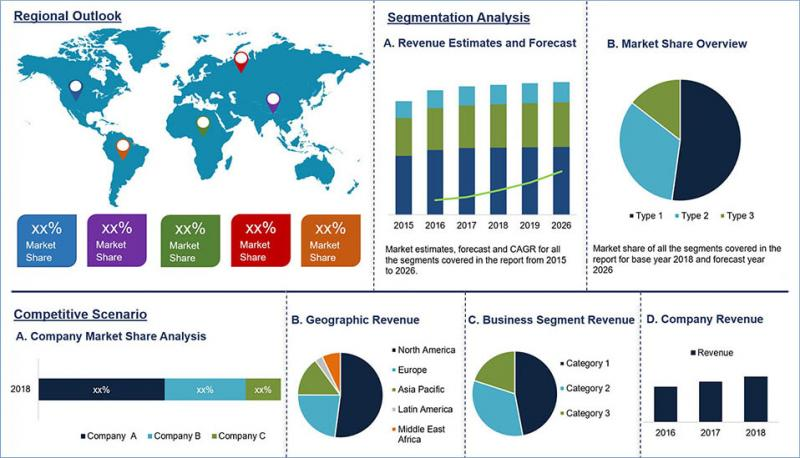 Regional Outlook
xx%
Market
Share
xx%
Market
Share
xx%
Market
Share
xx%
Market
Share
xx%
Market
Share
Segmentation Analysis
A. Revenue Estimates and Forecast
2015 2016 2017 2018 2019 2026
Market estimates, forecast and CAGR for all
the segments covered in the report from 2015
to 2026.
B. Market Share Overview
Type 1 Type 2 Type 3
Market share of all the segments covered in the
report for base year 2018 and forecast year
2026
Competitive Scenario
A. Company Market Share Analysis
2018 xx% xx% xx%
Company A Company B Company C
B. Geographic Revenue
North America
Europe
Asia Pacific
Latin America
Middle East
Africa
C. Business Segment Revenue
Category 1
Category 2
Category 3
D. Company Revenue
Revenue
2016 2017 2018